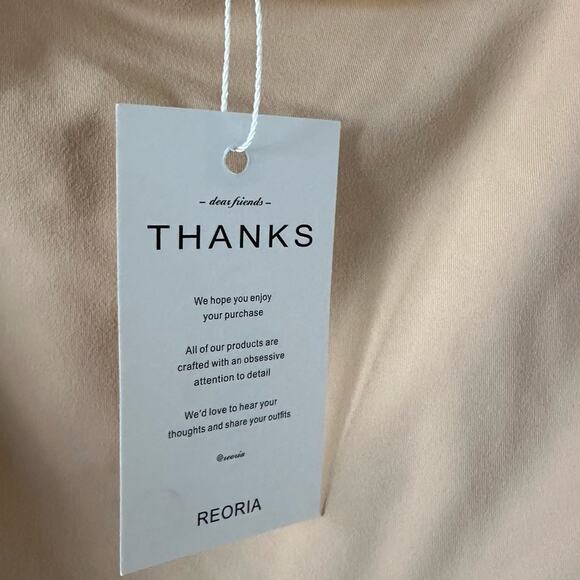 – dear friends –
THANKS
We hope you enjoy
your purchase
All of our products are
crafted with an obsessive
attention to detail
We'd love to hear your
thoughts and share your outfits
@reoria
REORIA